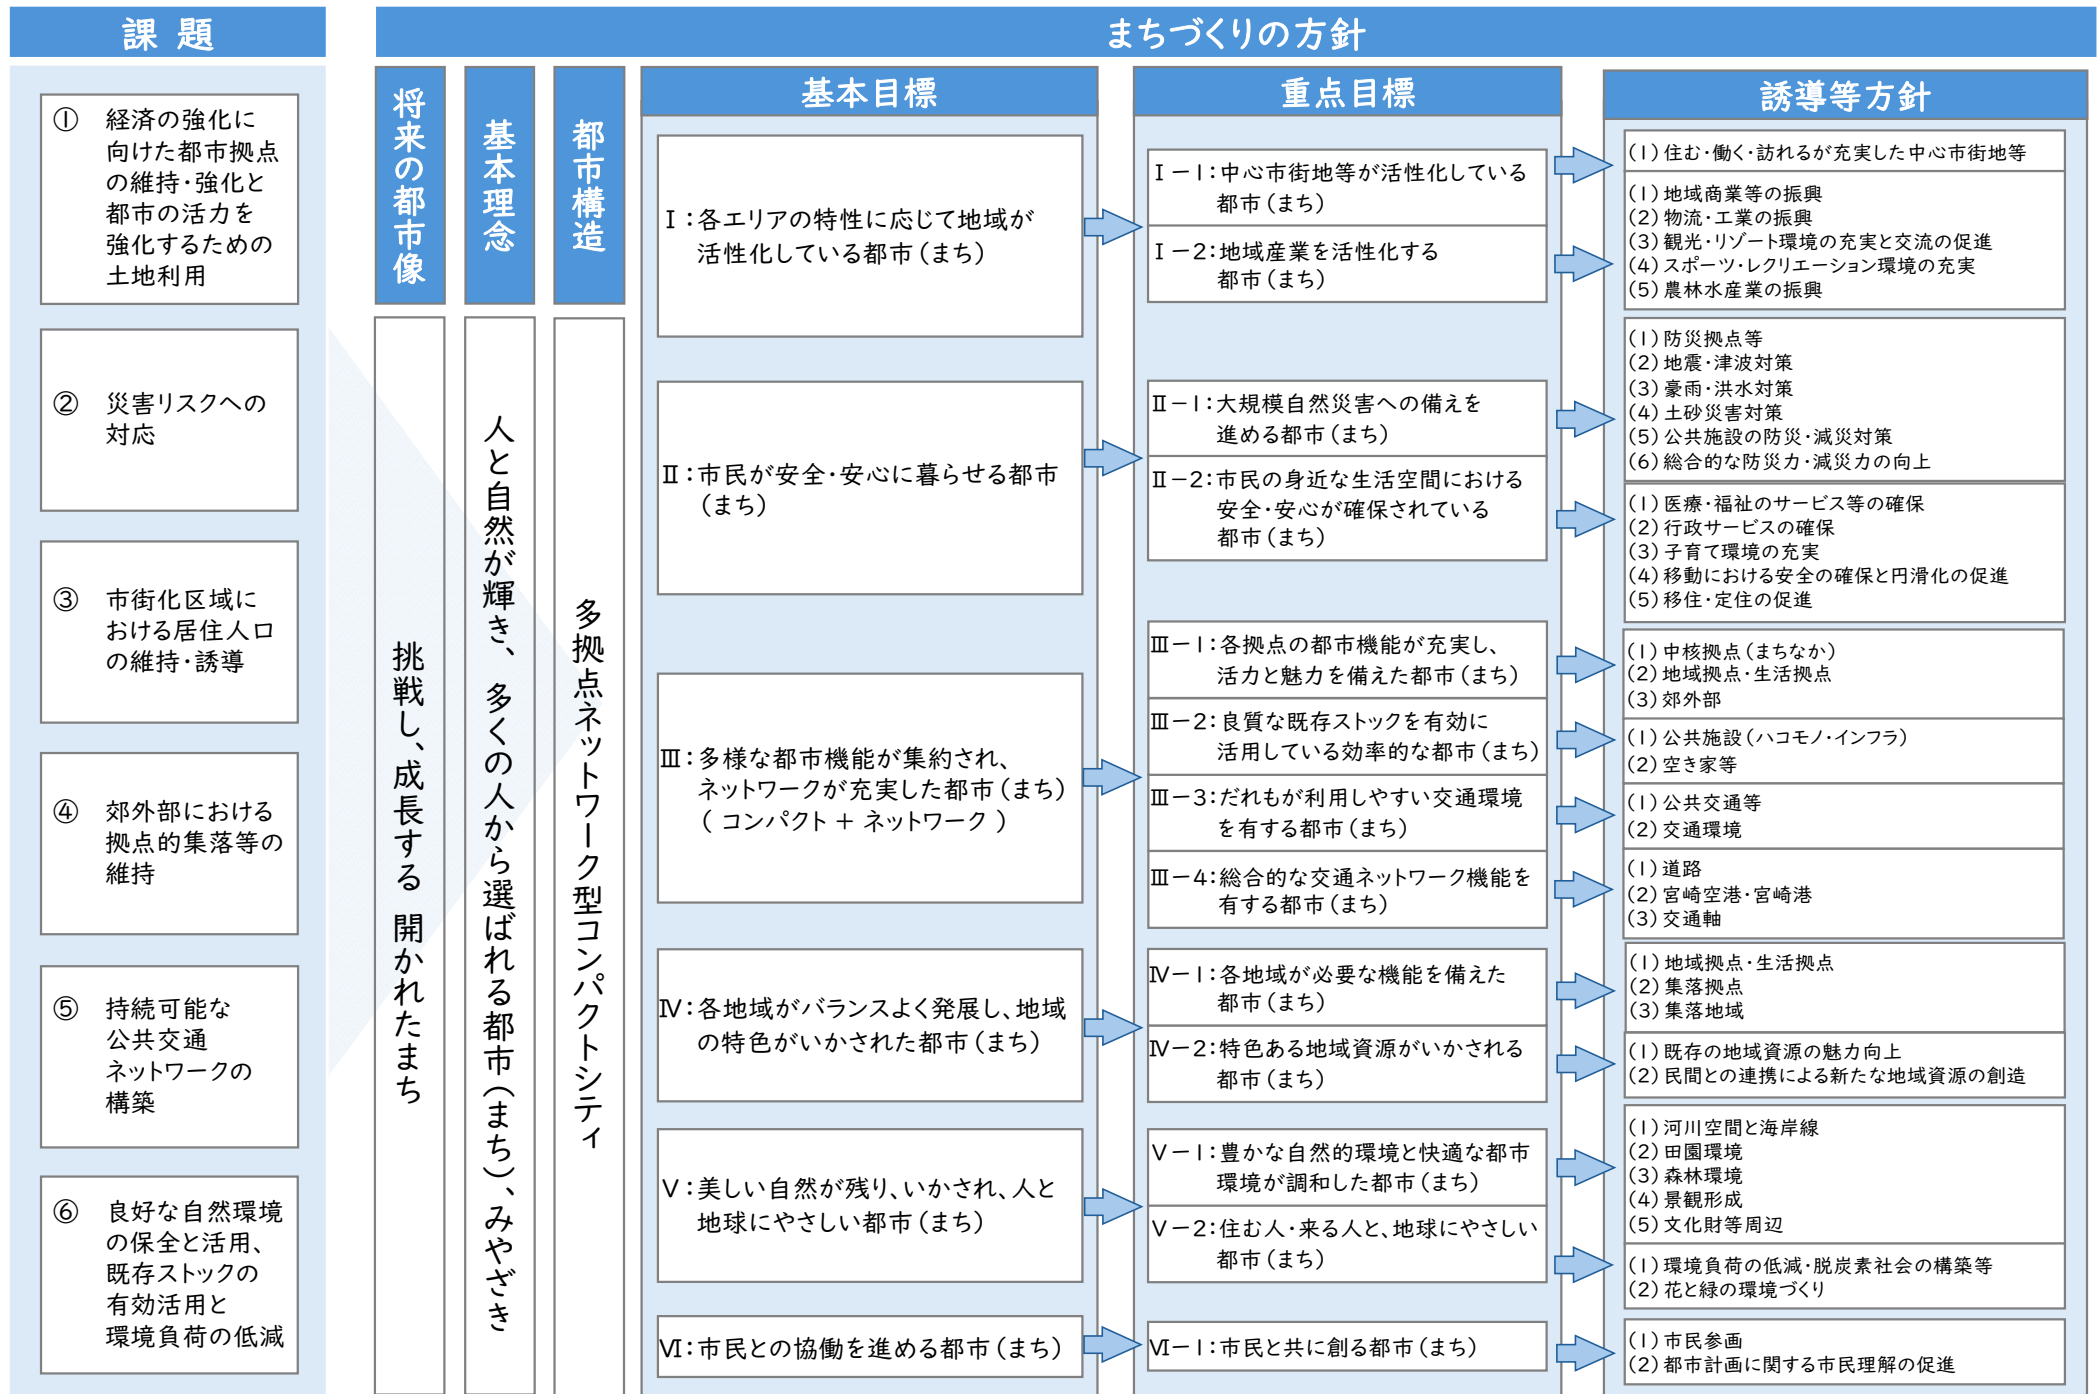 課題
① 経済の強化に
向けた都市拠点
の維持・強化と
都市の活力を
強化するための
土地利用
② 災害リスクへの
対応
③ 市街化区域に
おける居住人口
の維持・誘導
④ 郊外部における
拠点的集落等の
維持
⑤ 持続可能な
公共交通
ネットワークの
構築
⑥ 良好な自然環境
の保全と活用、
既存ストックの
有効活用と
環境負荷の低減
まちづくりの方針
将来の都市像
挑戦し、成長する 開かれたまち
基本理念
人と自然が輝き、多くの人から選ばれる都市（まち）、みやざき
都市構造
多拠点ネットワーク型コンパクトシティ
基本目標
Ⅰ：各エリアの特性に応じて地域が
活性化している都市（まち）
Ⅱ：市民が安全・安心に暮らせる都市
（まち）
Ⅲ：多様な都市機能が集約され、
ネットワークが充実した都市（まち）
（ コンパクト ＋ ネットワーク ）
Ⅳ：各地域がバランスよく発展し、地域
の特色がいかされた都市（まち）
Ⅴ：美しい自然が残り、いかされ、人と
地球にやさしい都市（まち）
Ⅵ：市民との協働を進める都市（まち）
重点目標
Ⅰ－1：中心市街地等が活性化している
都市（まち）
Ⅰ－2：地域産業を活性化する
都市（まち）
Ⅱ－1：大規模自然災害への備えを
進める都市（まち）
Ⅱ－2：市民の身近な生活空間における
安全・安心が確保されている
都市（まち）
Ⅲ－1：各拠点の都市機能が充実し、
活力と魅力を備えた都市（まち）
Ⅲ－2：良質な既存ストックを有効に
活用している効率的な都市（まち）
Ⅲ－3：だれもが利用しやすい交通環境
を有する都市（まち）
Ⅲ－4：総合的な交通ネットワーク機能を
有する都市（まち）
Ⅳ－1：各地域が必要な機能を備えた
都市（まち）
Ⅳ－2：特色ある地域資源がいかされる
都市（まち）
Ⅴ－1：豊かな自然的環境と快適な都市
環境が調和した都市（まち）
Ⅴ－2：住む人・来る人と、地球にやさしい
都市（まち）
Ⅵ－1：市民と共に創る都市（まち）
誘導等方針
（1）住む・働く・訪れるが充実した中心市街地等
（1）地域商業等の振興
（2）物流・工業の振興
（3）観光・リゾート環境の充実と交流の促進
（4）スポーツ・レクリエーション環境の充実
（5）農林水産業の振興
（1）防災拠点等
（2）地震・津波対策
（3）豪雨・洪水対策
（4）土砂災害対策
（5）公共施設の防災・減災対策
（6）総合的な防災力・減災力の向上
（1）医療・福祉のサービス等の確保
（2）行政サービスの確保
（3）子育て環境の充実
（4）移動における安全の確保と円滑化の促進
（5）移住・定住の促進
（1）中核拠点（まちなか）
（2）地域拠点・生活拠点
（3）郊外部
（1）公共施設（ハコモノ・インフラ）
（2）空き家等
（1）公共交通等
（2）交通環境
（1）道路
（2）宮崎空港・宮崎港
（3）交通軸
（1）地域拠点・生活拠点
（2）集落拠点
（3）集落地域
（1）既存の地域資源の魅力向上
（2）民間との連携による新たな地域資源の創造
（1）河川空間と海岸線
（2）田園環境
（3）森林環境
（4）景観形成
（5）文化財等周辺
（1）環境負荷の低減・脱炭素社会の構築等
（2）花と緑の環境づくり
（1）市民参画
（2）都市計画に関する市民理解の促進